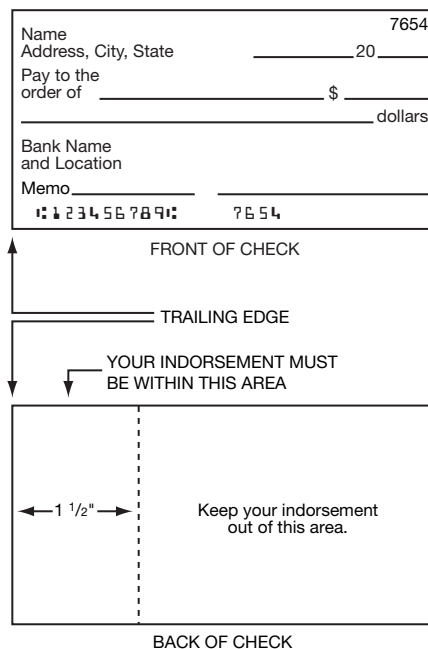 7654
Name
Address, City, State 20
Pay to the
order of $
dollars
Bank Name
and Location
Memo
⑆123456789⑆ 7654
FRONT OF CHECK
TRAILING EDGE
YOUR INDORSEMENT MUST
BE WITHIN THIS AREA
1 1/2"
Keep your indorsement
out of this area.
BACK OF CHECK